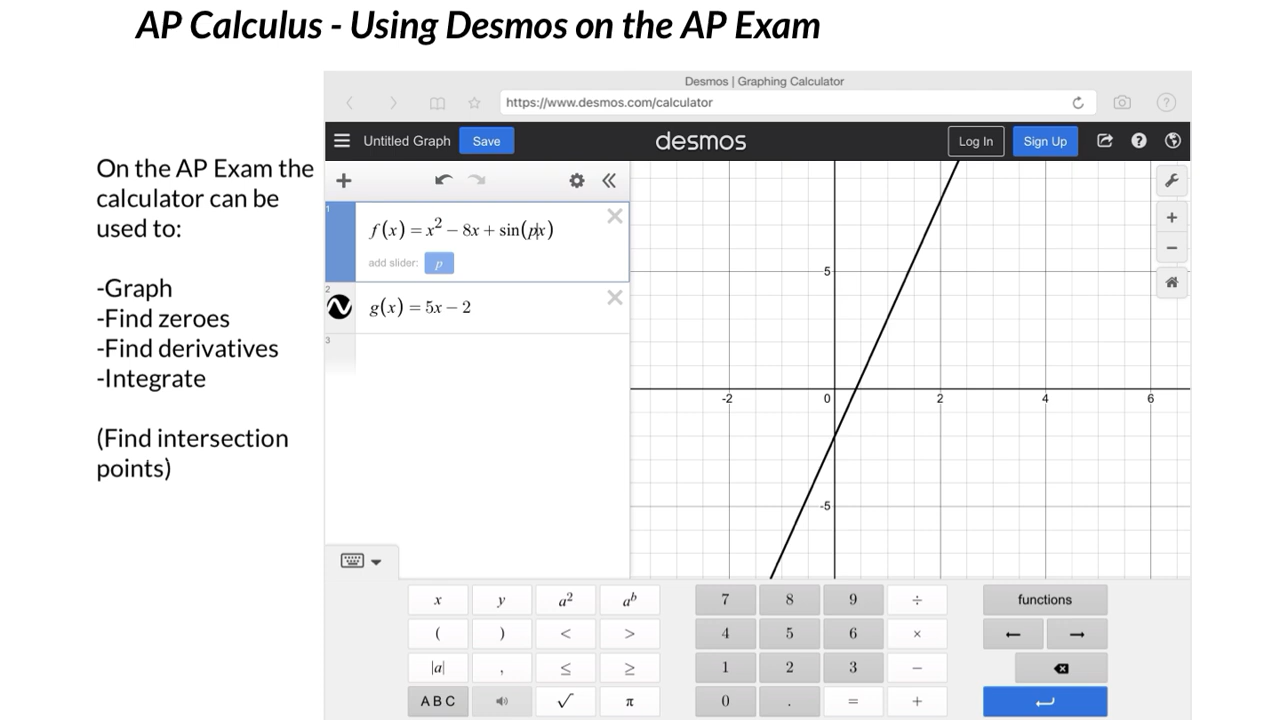 AP Calculus - Using Desmos on the AP Exam
On the AP Exam the
calculator can be
used to:
-Graph
-Find zeroes
-Find derivatives
-Integrate
(Find intersection
points)
Desmos | Graphing Calculator
https://www.desmos.com/calculator
?
Untitled Graph
Save
desmos
Log In
Sign Up
?
+
1
f(x) = x² − 8x + sin(px)
add slider: p
2
g(x) = 5x − 2
3
+
−
5
-2 0 2 4 6
-5
x y a² aᵇ 7 8 9 ÷ functions
( ) < > 4 5 6 × ← →
|a| , ≤ ≥ 1 2 3 −
A B C √ π 0 . = +